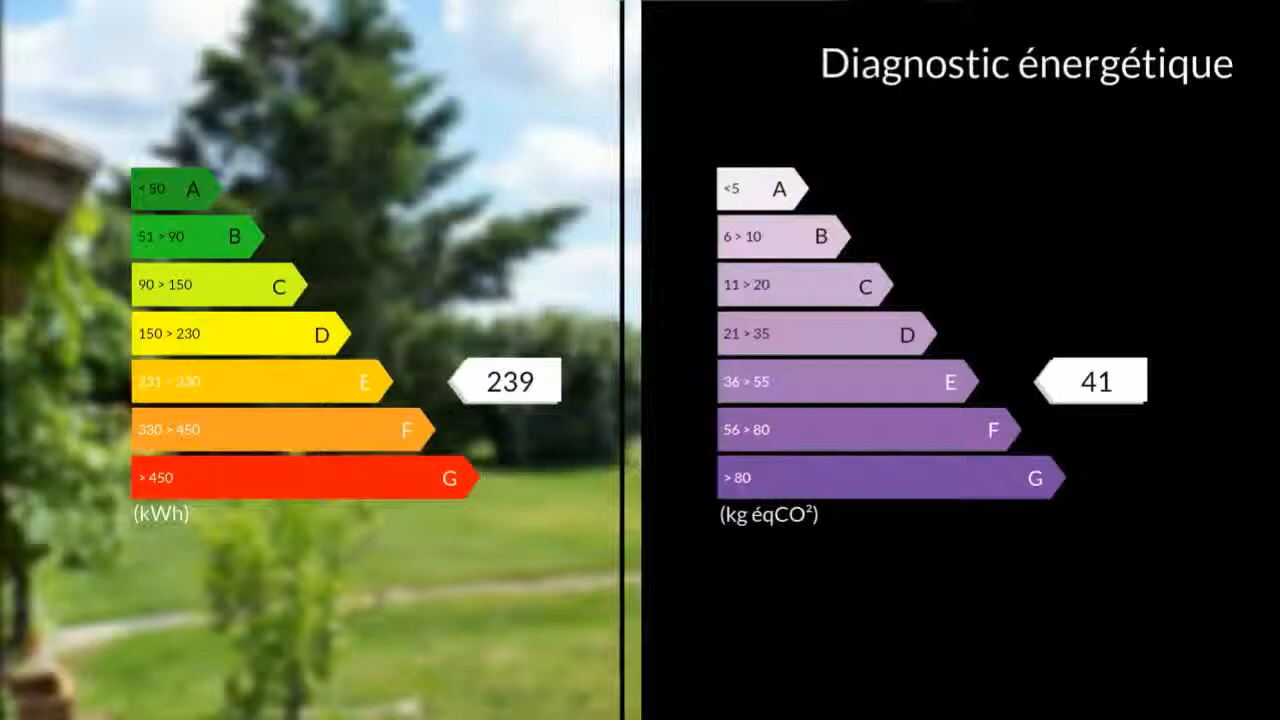 Diagnostic énergétique
< 50 A
51 > 90 B
90 > 150 C
150 > 230 D
231 > 330 E
239
330 > 450 F
> 450 G
(kWh)
<5 A
6 > 10 B
11 > 20 C
21 > 35 D
36 > 55 E
41
56 > 80 F
> 80 G
(kg éqCO²)